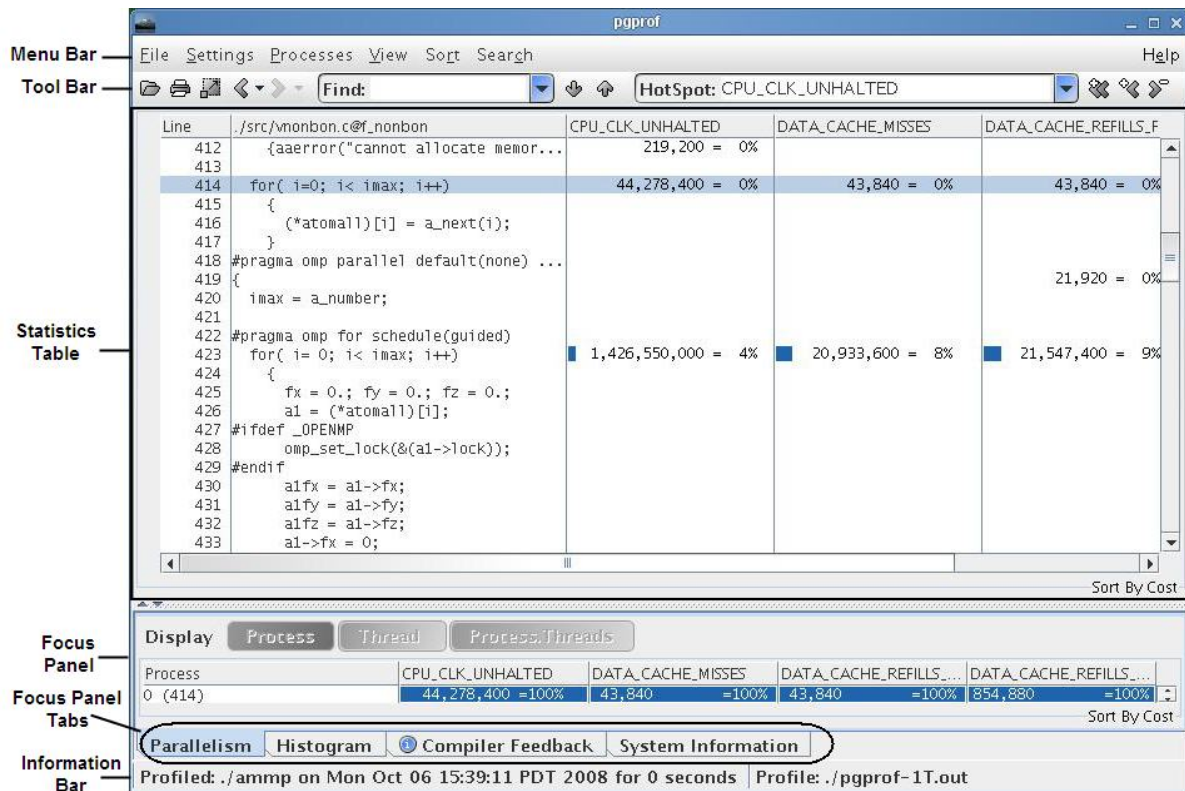 pgprof
Menu Bar
File Settings Processes View Sort Search Help
Tool Bar
Find: HotSpot: CPU_CLK_UNHALTED
Line ./src/vnonbon.c@f_nonbon CPU_CLK_UNHALTED DATA_CACHE_MISSES DATA_CACHE_REFILLS_F
412 {aaerror("cannot allocate memor... 219,200 = 0%
413
414 for( i=0; i< imax; i++) 44,278,400 = 0% 43,840 = 0% 43,840 = 0%
415 {
416 (*atomall)[i] = a_next(i);
417 }
418 #pragma omp parallel default(none) ...
419 { 21,920 = 0%
420 imax = a_number;
421
Statistics Table
422 #pragma omp for schedule(guided)
423 for( i= 0; i< imax; i++) 1,426,550,000 = 4% 20,933,600 = 8% 21,547,400 = 9%
424 {
425 fx = 0.; fy = 0.; fz = 0.;
426 a1 = (*atomall)[i];
427 #ifdef _OPENMP
428 omp_set_lock(&(a1->lock));
429 #endif
430 a1fx = a1->fx;
431 a1fy = a1->fy;
432 a1fz = a1->fz;
433 a1->fx = 0;
Sort By Cost
Display Process Thread Process.Threads
Focus Panel
Process CPU_CLK_UNHALTED DATA_CACHE_MISSES DATA_CACHE_REFILLS_... DATA_CACHE_REFILLS_...
0 (414) 44,278,400 =100% 43,840 =100% 43,840 =100% 854,880 =100%
Sort By Cost
Focus Panel Tabs
Parallelism Histogram Compiler Feedback System Information
Information Bar
Profiled: ./ammp on Mon Oct 06 15:39:11 PDT 2008 for 0 seconds Profile: ./pgprof-1T.out